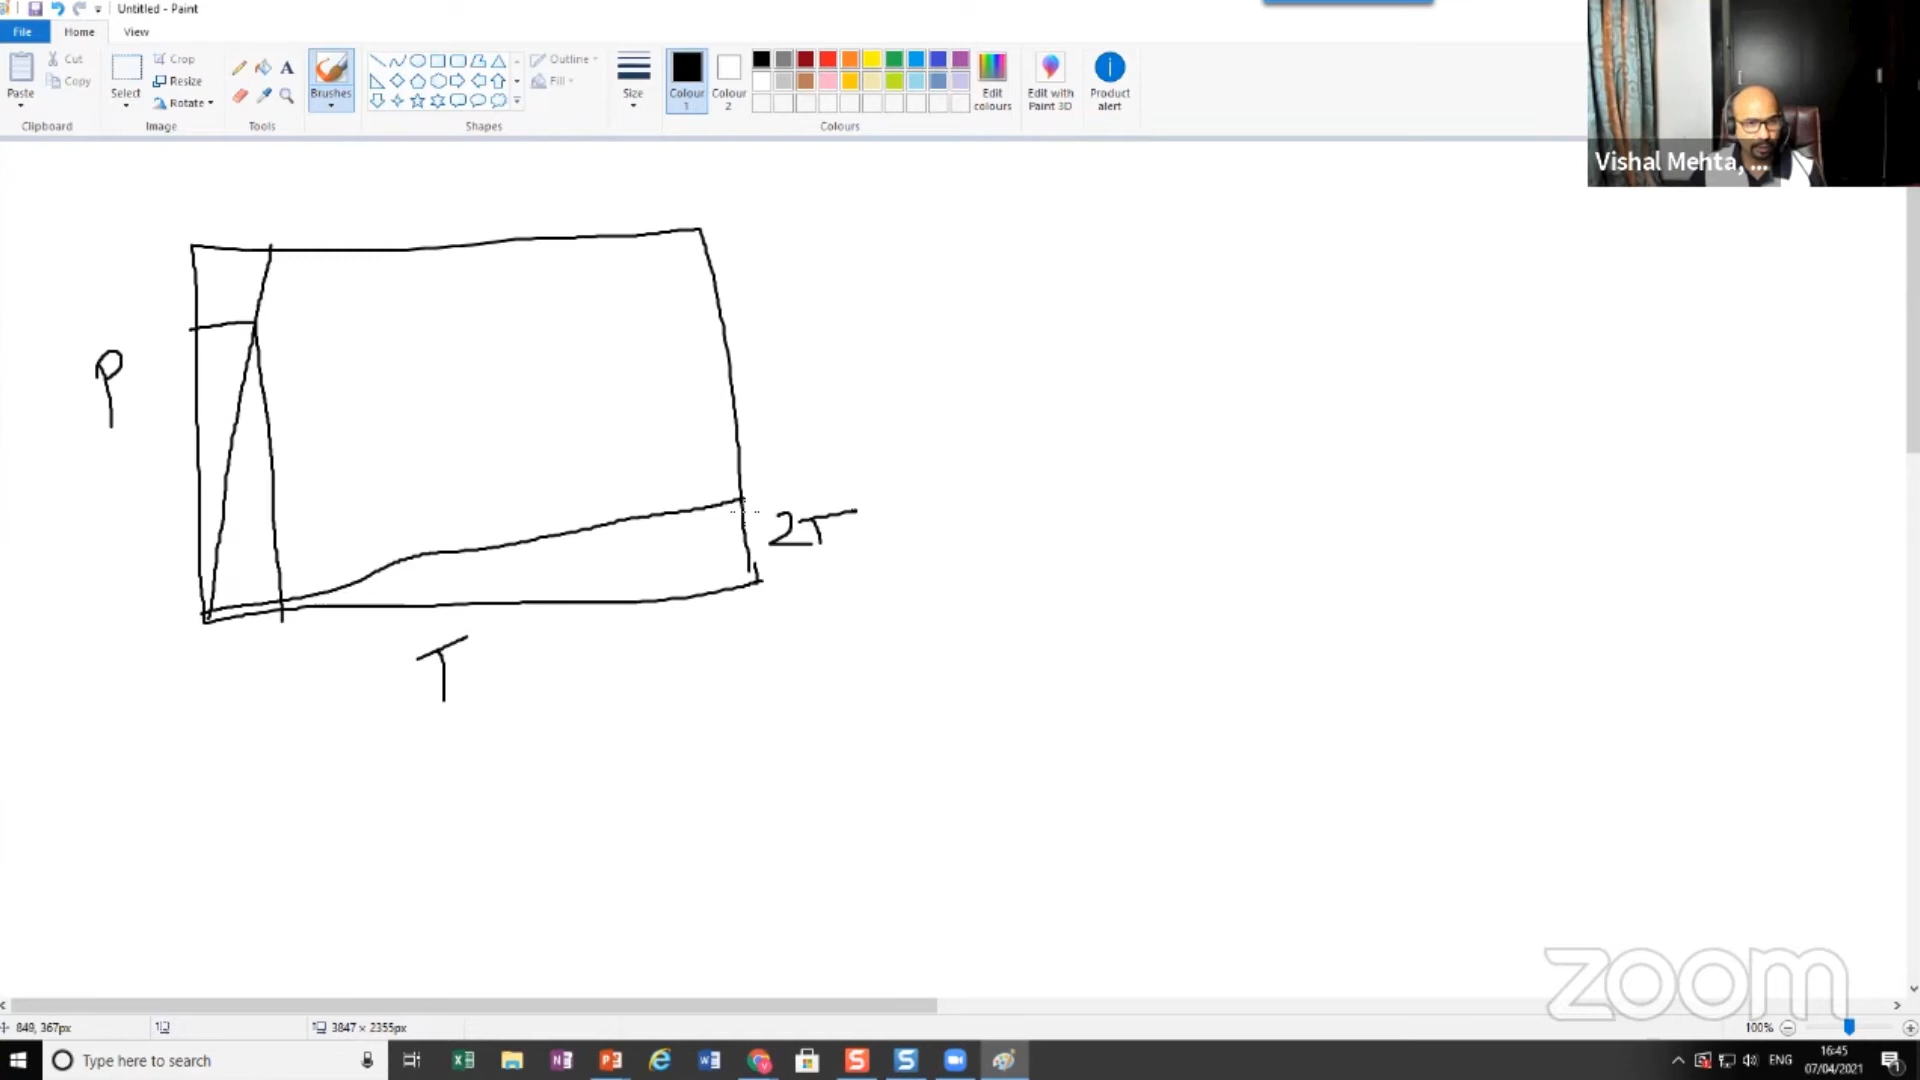 Untitled - Paint
File Home View
Paste Cut Copy Clipboard
Select Crop Resize Rotate Image
Tools
Brushes
Shapes
Outline
Fill
Size
Colour 1
Colour 2
Colours
Edit colours
Edit with Paint 3D
Product alert
Vishal Mehta, ...
P
2T
T
zoom
849, 367px
3847 × 2355px
100%
Type here to search
ENG
16:45
07/04/2021